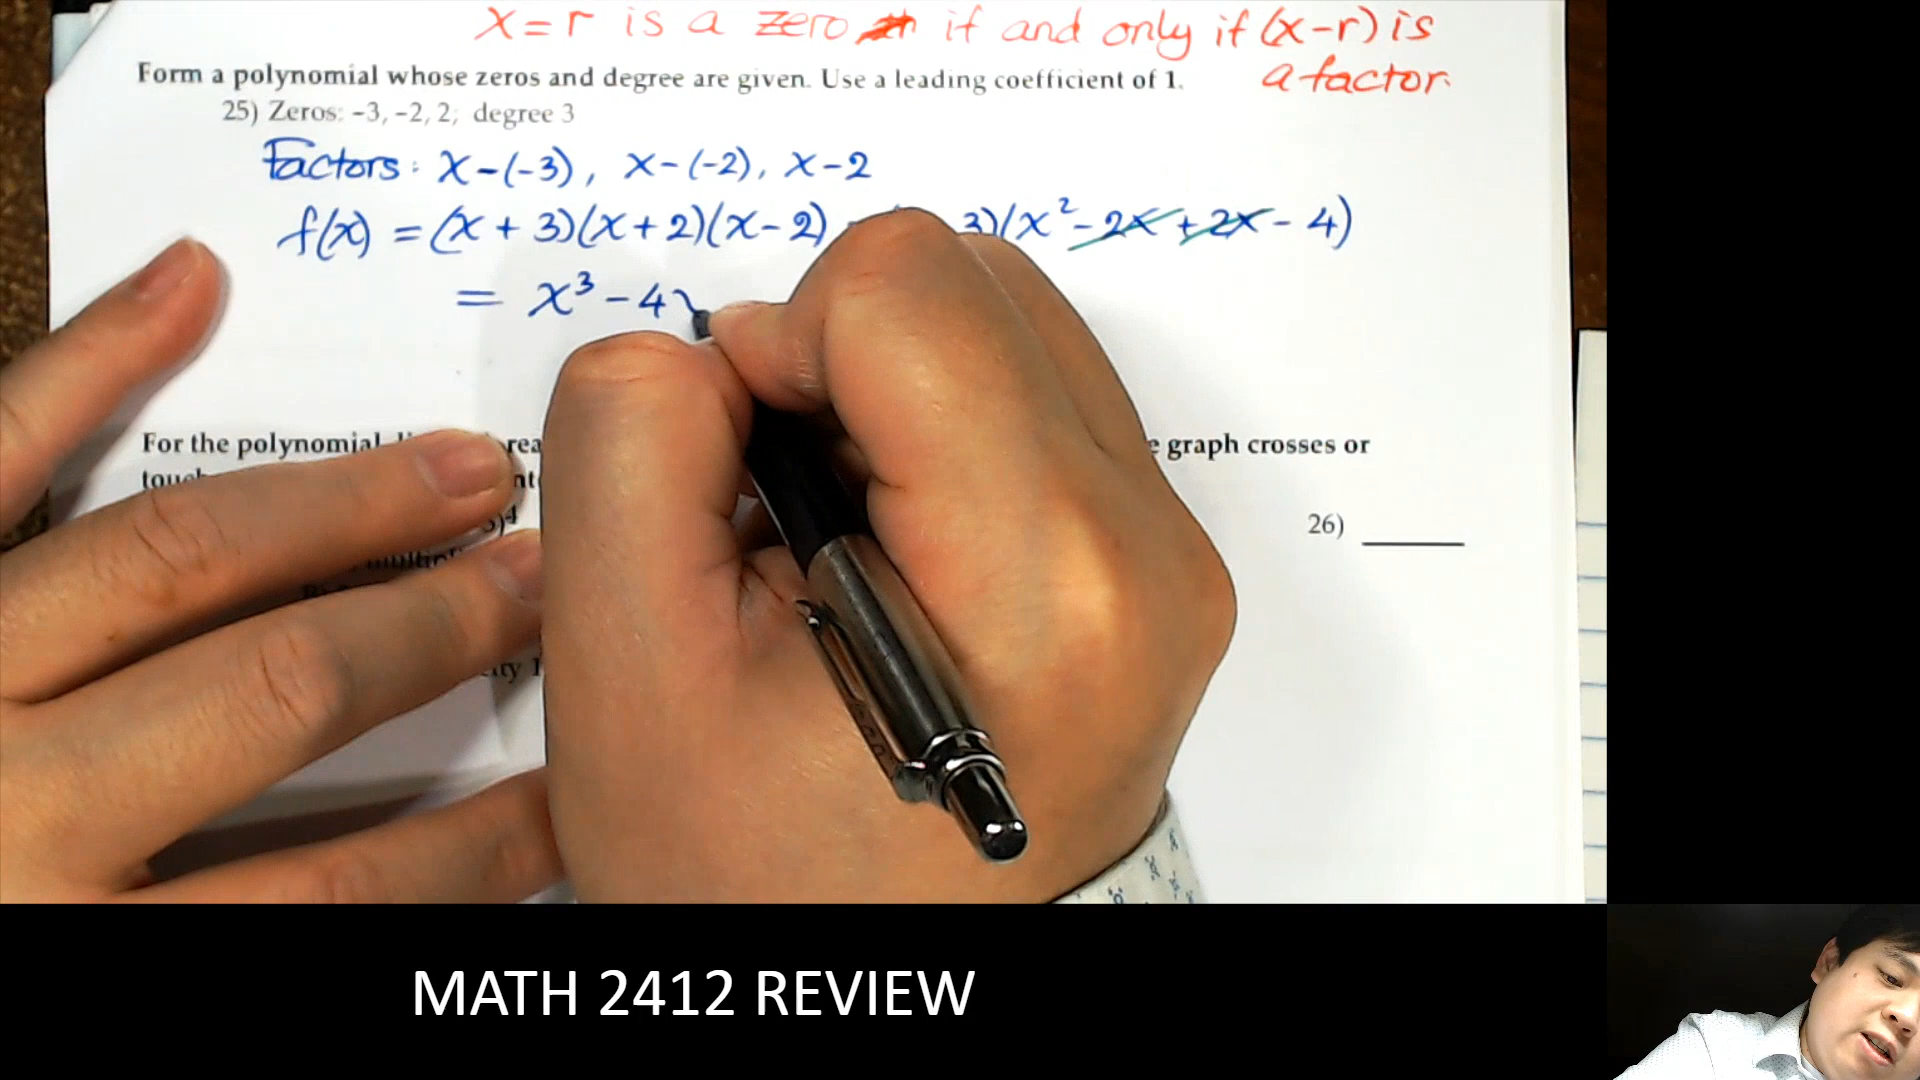 x = r is a zero if and only if (x-r) is
a factor.
Form a polynomial whose zeros and degree are given. Use a leading coefficient of 1.
25) Zeros: -3, -2, 2; degree 3
Factors: x-(-3), x-(-2), x-2
f(x) = (x+3)(x+2)(x-2) 3)(x² - 2x + 2x - 4)
= x³ - 4x
For the polynomial graph crosses or
26)
MATH 2412 REVIEW